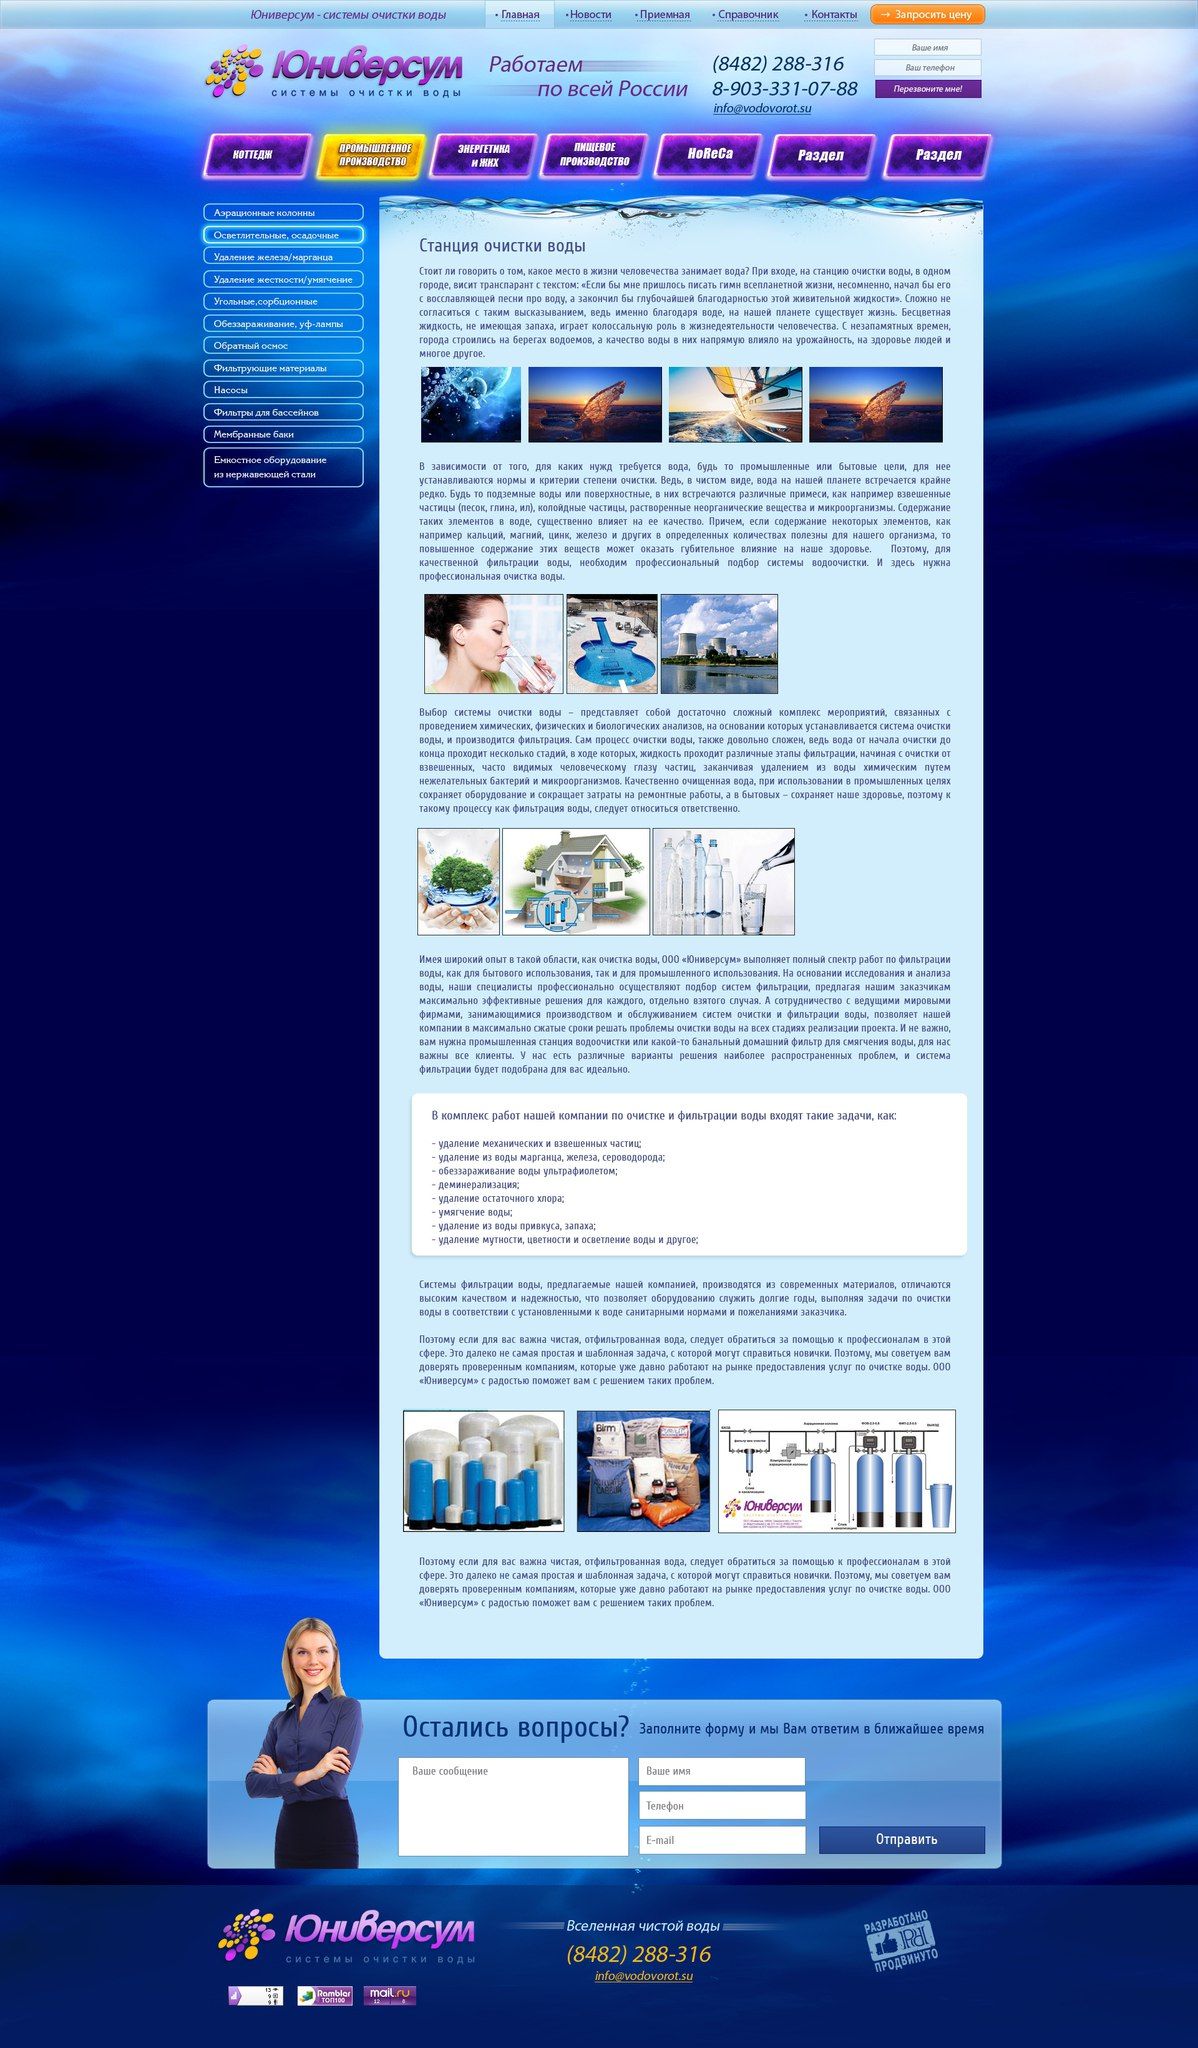 Юниверсум - системы очистки воды
• Главная
• Новости
• Приемная
• Справочник
• Контакты
→ Запросить цену
Юниверсум
системы очистки воды
Работаем
по всей России
(8482) 288-316
8-903-331-07-88
info@vodovorot.su
Ваше имя
Ваш телефон
Перезвоните мне!
КОТТЕДЖ
ПРОМЫШЛЕННОЕ
ПРОИЗВОДСТВО
ЭНЕРГЕТИКА
и ЖКХ
ПИЩЕВОЕ
ПРОИЗВОДСТВО
HoReCa
Раздел
Раздел
Аэрационные колонны
Осветлительные, осадочные
Удаление железа/марганца
Удаление жесткости/умягчение
Угольные,сорбционные
Обеззараживание, уф-лампы
Обратный осмос
Фильтрующие материалы
Насосы
Фильтры для бассейнов
Мембранные баки
Емкостное оборудование
из нержавеющей стали
Станция очистки воды
Стоит ли говорить о том, какое место в жизни человечества занимает вода? При входе, на станцию очистки воды, в одном
городе, висит транспарант с текстом: «Если бы мне пришлось писать гимн всепланетной жизни, несомненно, начал бы его
с восславляющей песни про воду, а закончил бы глубочайшей благодарностью этой живительной жидкости». Сложно не
согласиться с таким высказыванием, ведь именно благодаря воде, на нашей планете существует жизнь. Бесцветная
жидкость, не имеющая запаха, играет колоссальную роль в жизнедеятельности человечества. С незапамятных времен,
города строились на берегах водоемов, а качество воды в них напрямую влияло на урожайность, на здоровье людей и
многое другое.
В зависимости от того, для каких нужд требуется вода, будь то промышленные или бытовые цели, для нее
устанавливаются нормы и критерии степени очистки. Ведь, в чистом виде, вода на нашей планете встречается крайне
редко. Будь то подземные воды или поверхностные, в них встречаются различные примеси, как например взвешенные
частицы (песок, глина, ил), колойдные частицы, растворенные неорганические вещества и микроорганизмы. Содержание
таких элементов в воде, существенно влияет на ее качество. Причем, если содержание некоторых элементов, как
например кальций, магний, цинк, железо и других в определенных количествах полезны для нашего организма, то
повышенное содержание этих веществ может оказать губительное влияние на наше здоровье. Поэтому, для
качественной фильтрации воды, необходим профессиональный подбор системы водоочистки. И здесь нужна
профессиональная очистка воды.
Выбор системы очистки воды – представляет собой достаточно сложный комплекс мероприятий, связанных с
проведением химических, физических и биологических анализов, на основании которых устанавливается система очистки
воды, и производится фильтрация. Сам процесс очистки воды, также довольно сложен, ведь вода от начала очистки до
конца проходит несколько стадий, в ходе которых, жидкость проходит различные этапы фильтрации, начиная с очистки от
взвешенных, часто видимых человеческому глазу частиц, заканчивая удалением из воды химическим путем
нежелательных бактерий и микроорганизмов. Качественно очищенная вода, при использовании в промышленных целях
сохраняет оборудование и сокращает затраты на ремонтные работы, а в бытовых – сохраняет наше здоровье, поэтому к
такому процессу как фильтрация воды, следует относиться ответственно.
Имея широкий опыт в такой области, как очистка воды, ООО «Юниверсум» выполняет полный спектр работ по фильтрации
воды, как для бытового использования, так и для промышленного использования. На основании исследования и анализа
воды, наши специалисты профессионально осуществляют подбор систем фильтрации, предлагая нашим заказчикам
максимально эффективные решения для каждого, отдельно взятого случая. А сотрудничество с ведущими мировыми
фирмами, занимающимися производством и обслуживанием систем очистки и фильтрации воды, позволяет нашей
компании в максимально сжатые сроки решать проблемы очистки воды на всех стадиях реализации проекта. И не важно,
вам нужна промышленная станция водоочистки или какой-то банальный домашний фильтр для смягчения воды, для нас
важны все клиенты. У нас есть различные варианты решения наиболее распространенных проблем, и система
фильтрации будет подобрана для вас идеально.
В комплекс работ нашей компании по очистке и фильтрации воды входят такие задачи, как:
- удаление механических и взвешенных частиц;
- удаление из воды марганца, железа, сероводорода;
- обеззараживание воды ультрафиолетом;
- деминерализация;
- удаление остаточного хлора;
- умягчение воды;
- удаление из воды привкуса, запаха;
- удаление мутности, цветности и осветление воды и другое;
Системы фильтрации воды, предлагаемые нашей компанией, производятся из современных материалов, отличаются
высоким качеством и надежностью, что позволяет оборудованию служить долгие годы, выполняя задачи по очистки
воды в соответствии с установленными к воде санитарными нормами и пожеланиями заказчика.
Поэтому если для вас важна чистая, отфильтрованная вода, следует обратиться за помощью к профессионалам в этой
сфере. Это далеко не самая простая и шаблонная задача, с которой могут справиться новички. Поэтому, мы советуем вам
доверять проверенным компаниям, которые уже давно работают на рынке предоставления услуг по очистке воды. ООО
«Юниверсум» с радостью поможет вам с решением таких проблем.
Birm
ВХОД
Аэрационная колонна
ВЫХОД
Компрессор
аэрационной колонны
Слив
в канализацию
Слив
в канализацию
Юниверсум
Поэтому если для вас важна чистая, отфильтрованная вода, следует обратиться за помощью к профессионалам в этой
сфере. Это далеко не самая простая и шаблонная задача, с которой могут справиться новички. Поэтому, мы советуем вам
доверять проверенным компаниям, которые уже давно работают на рынке предоставления услуг по очистке воды. ООО
«Юниверсум» с радостью поможет вам с решением таких проблем.
Остались вопросы? Заполните форму и мы Вам ответим в ближайшее время
Ваше сообщение
Ваше имя
Телефон
E-mail
Отправить
Юниверсум
системы очистки воды
Вселенная чистой воды
(8482) 288-316
info@vodovorot.su
РАЗРАБОТАНО
ПРОДВИНУТО
Rambler
ТОП100
mail.ru